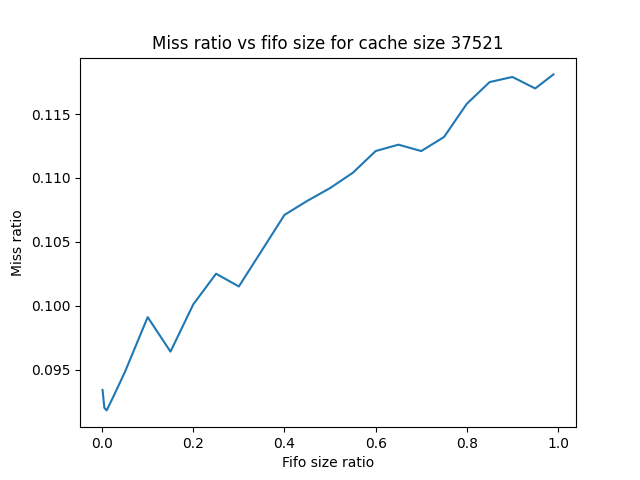 Miss ratio vs fifo size for cache size 37521
0.115
0.110
0.105
0.100
0.095
Miss ratio
0.0 0.2 0.4 0.6 0.8 1.0
Fifo size ratio